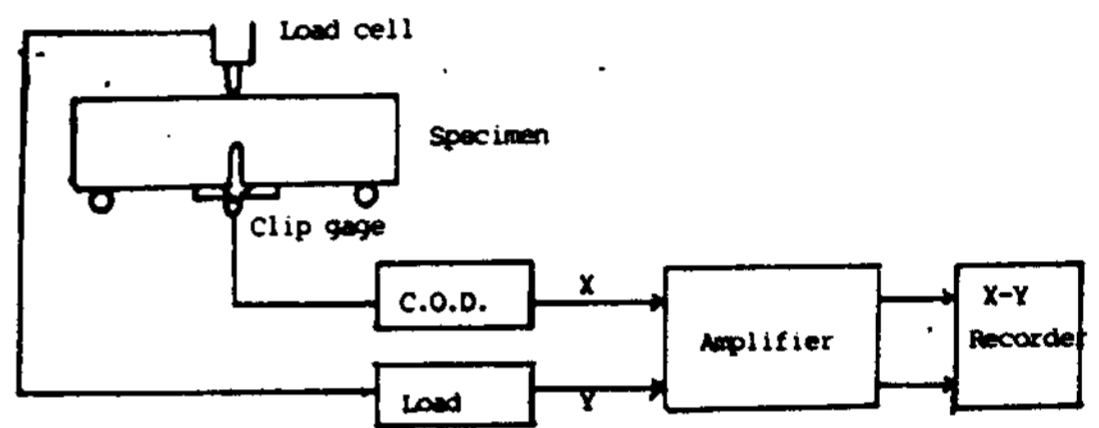 Load cell
Specimen
Clip gage
C.O.D.
X
Amplifier
X-Y
Recorder
Load
Y